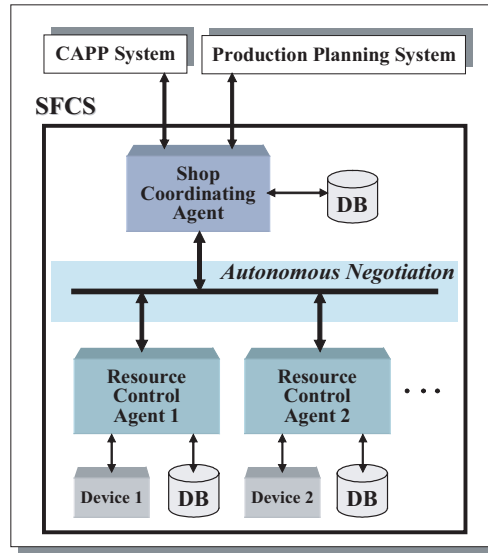 CAPP System
Production Planning System
SFCS
Shop
Coordinating
Agent
DB
Autonomous Negotiation
Resource
Control
Agent 1
Resource
Control
Agent 2
. . .
Device 1
DB
Device 2
DB